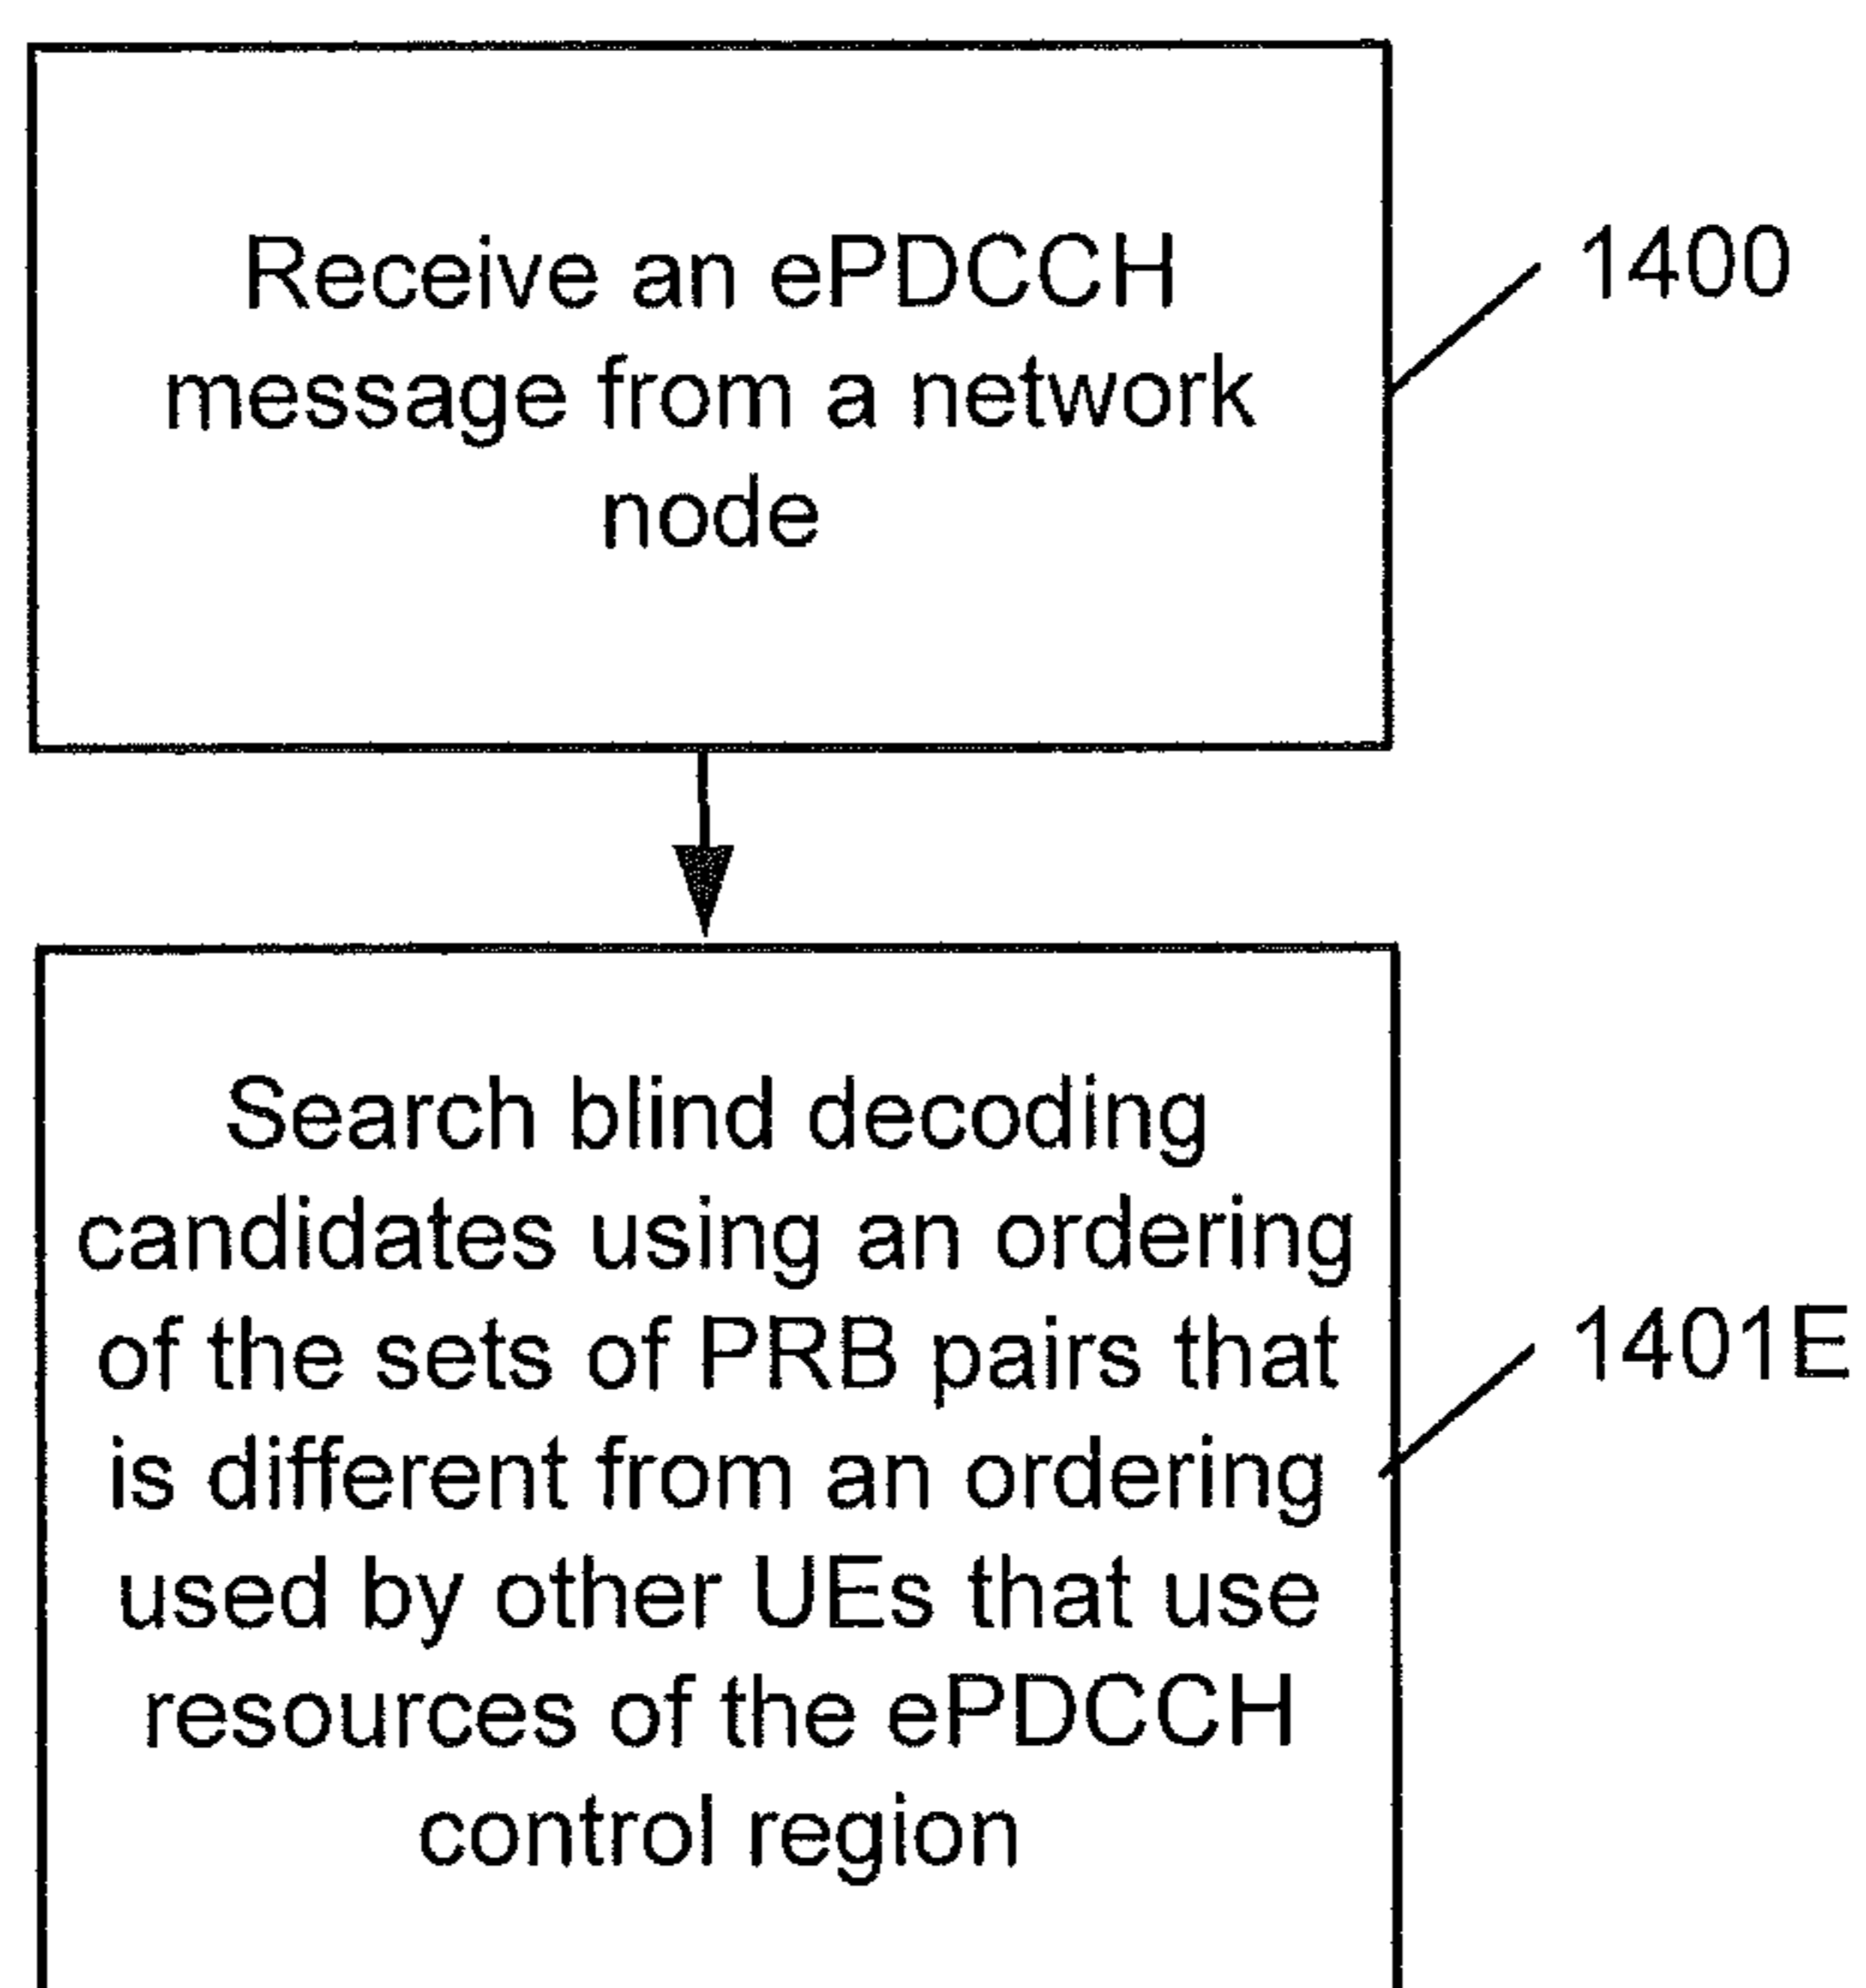 Receive an ePDCCH
message from a network
node
1400
Search blind decoding
candidates using an ordering
of the sets of PRB pairs that
is different from an ordering
used by other UEs that use
resources of the ePDCCH
control region
1401E